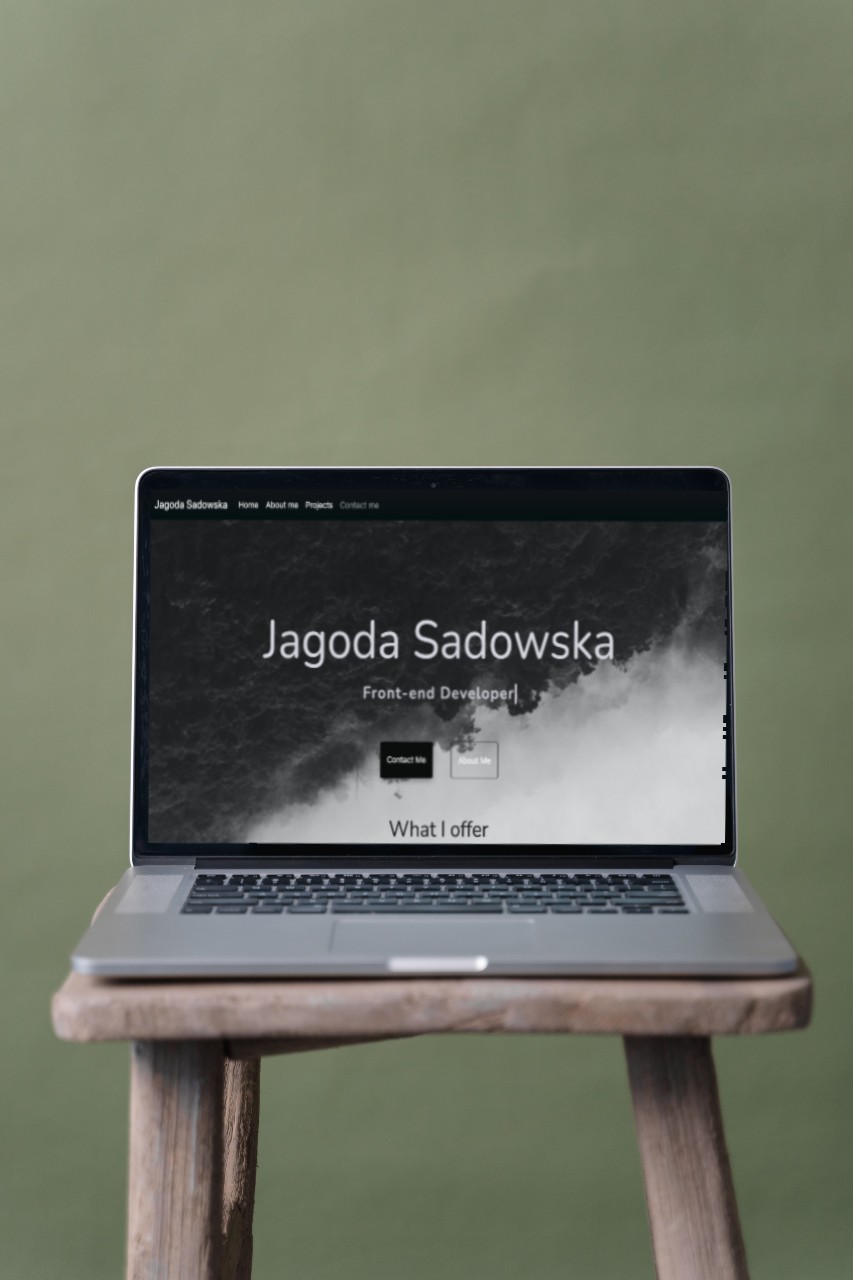 Jagoda Sadowska Home About me Projects Contact me
Jagoda Sadowska
Front-end Developer
Contact Me About Me
What I offer